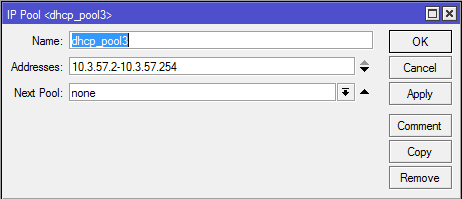 IP Pool <dhcp_pool3>
Name: dhcp_pool3
OK
Addresses: 10.3.57.2-10.3.57.254
Cancel
Next Pool: none
Apply
Comment
Copy
Remove